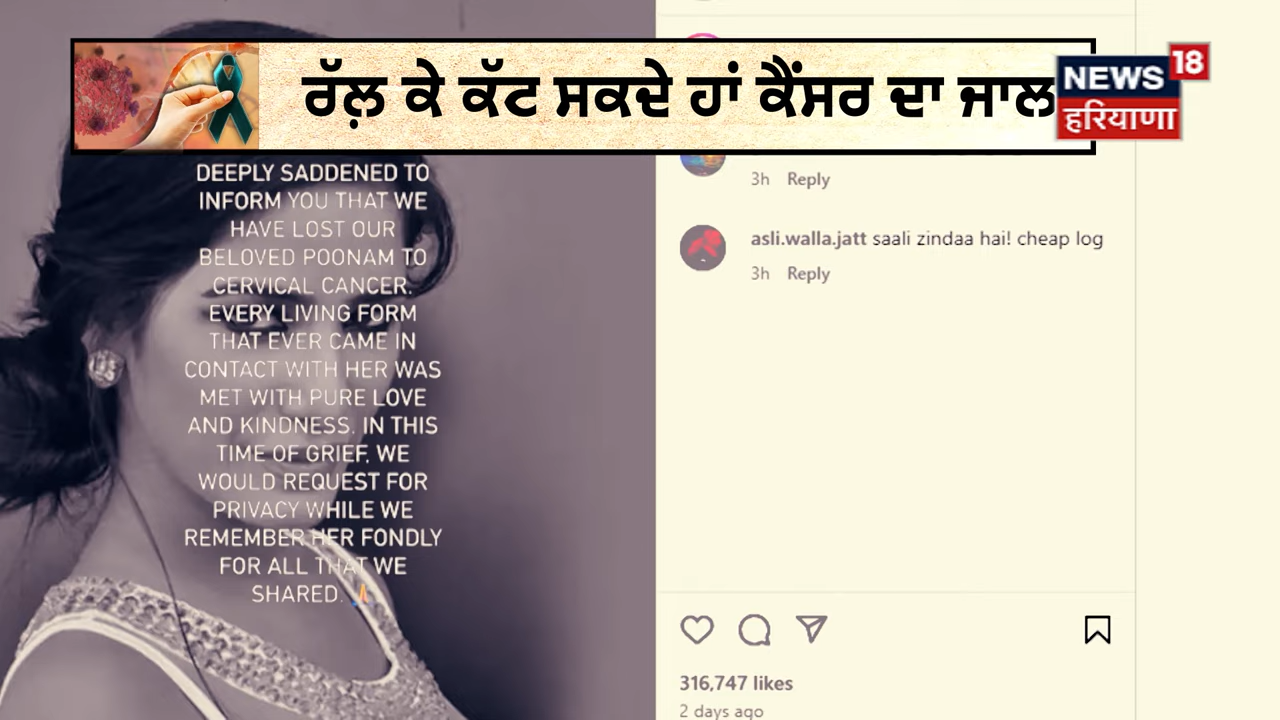 ਰੱਲ਼ ਕੇ ਕੱਟ ਸਕਦੇ ਹਾਂ ਕੈਂਸਰ ਦਾ ਜਾਲ
NEWS 18
हरियाणा
DEEPLY SADDENED TO
INFORM YOU THAT WE
HAVE LOST OUR
BELOVED POONAM TO
CERVICAL CANCER.
EVERY LIVING FORM
THAT EVER CAME IN
CONTACT WITH HER WAS
MET WITH PURE LOVE
AND KINDNESS. IN THIS
TIME OF GRIEF, WE
WOULD REQUEST FOR
PRIVACY WHILE WE
REMEMBER HER FONDLY
FOR ALL THAT WE
SHARED. 🙏
3h Reply
asli.walla.jatt saali zindaa hai! cheap log
3h Reply
316,747 likes
2 days ago